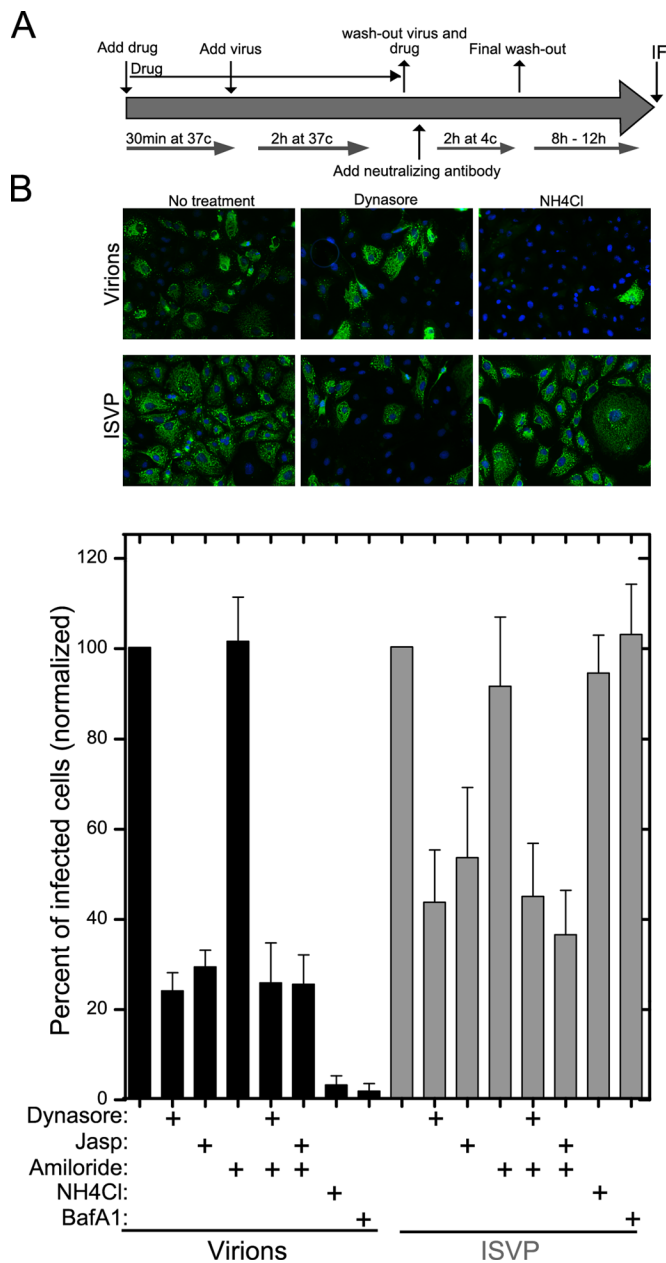 A
Add drug
Add virus
wash-out virus and
drug
Final wash-out
IF
Drug
30min at 37c
2h at 37c
2h at 4c
8h - 12h
Add neutralizing antibody
B
No treatment
Dynasore
NH4Cl
Virions
ISVP
Percent of infected cells (normalized)
120
100
80
60
40
20
0
Dynasore: + + + +
Jasp: + + + +
Amiloride: + + + + + +
NH4Cl: + +
BafA1: + +
Virions
ISVP